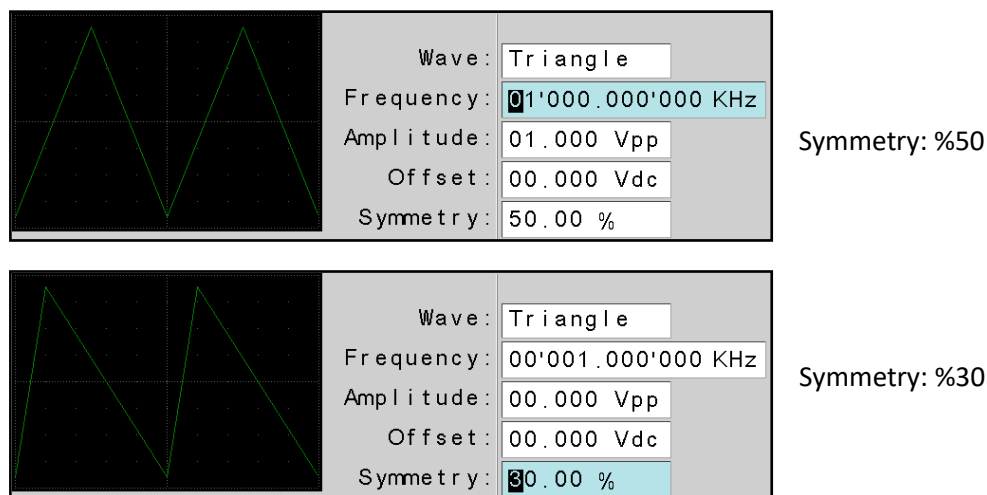 Wave: Triangle
Frequency: 01'000.000'000 KHz
Amplitude: 01.000 Vpp
Offset: 00.000 Vdc
Symmetry: 50.00 %
Symmetry: %50
Wave: Triangle
Frequency: 00'001.000'000 KHz
Amplitude: 00.000 Vpp
Offset: 00.000 Vdc
Symmetry: 30.00 %
Symmetry: %30